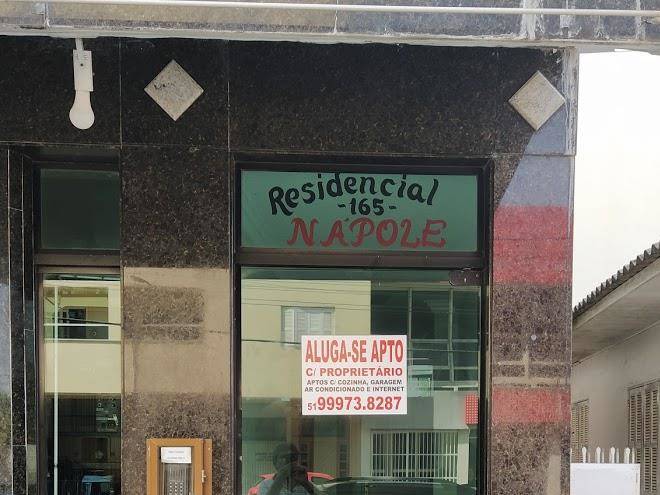 Residencial
-165-
NÁPOLE
ALUGA-SE APTO
C/ PROPRIETÁRIO
APTOS C/ COZINHA, GARAGEM
AR CONDICIONADO E INTERNET
51 99973.8287